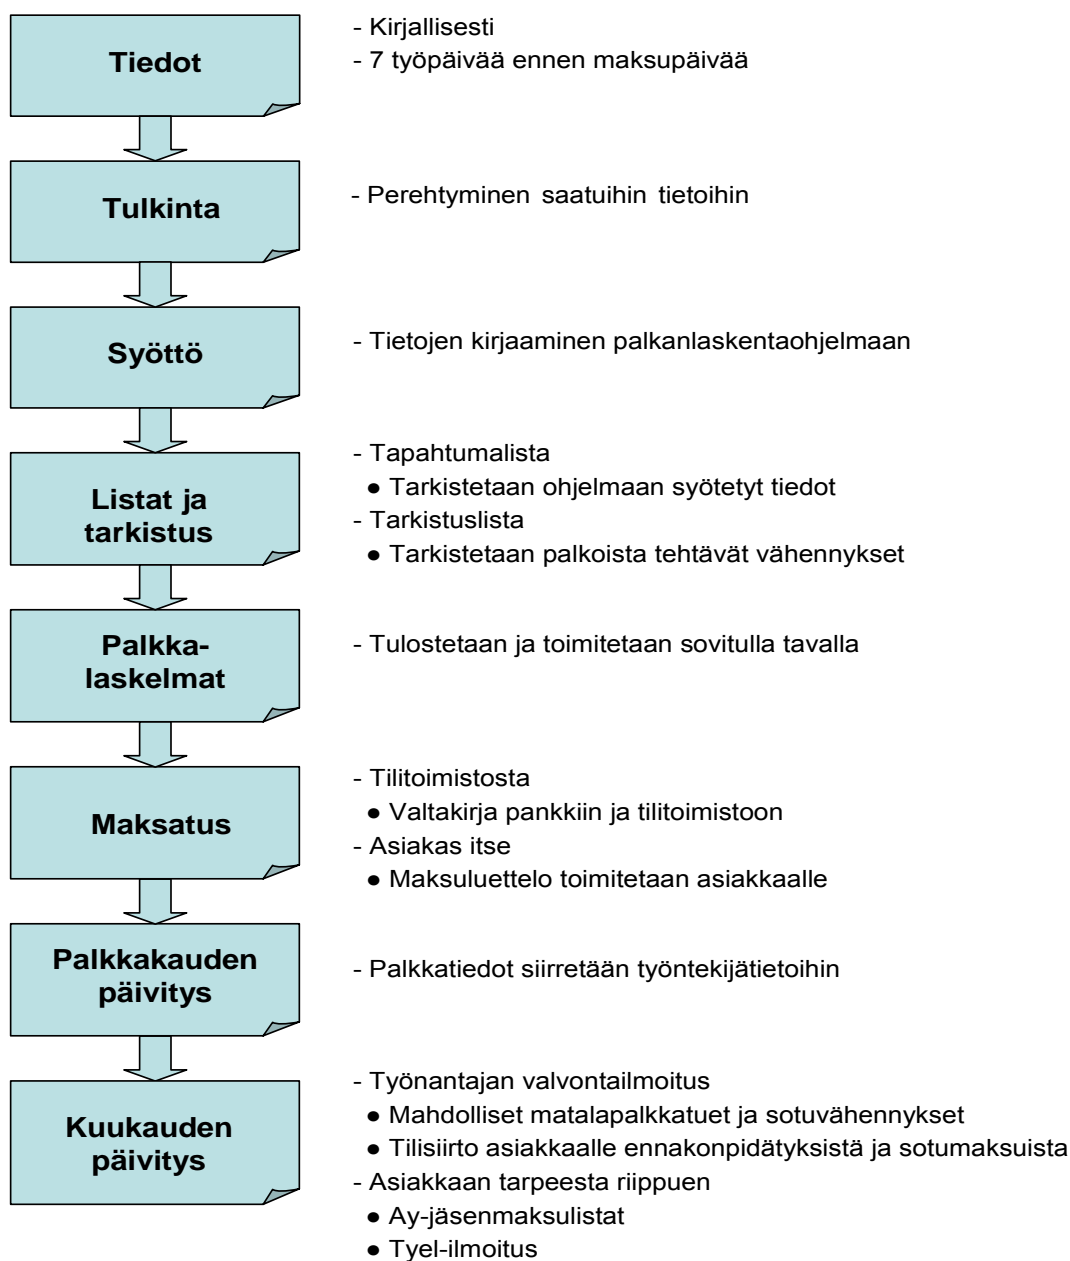 Tiedot
- Kirjallisesti
- 7 työpäivää ennen maksupäivää
Tulkinta
- Perehtyminen saatuihin tietoihin
Syöttö
- Tietojen kirjaaminen palkanlaskentaohjelmaan
Listat ja
tarkistus
- Tapahtumalista
● Tarkistetaan ohjelmaan syötetyt tiedot
- Tarkistuslista
● Tarkistetaan palkoista tehtävät vähennykset
Palkka-
laskelmat
- Tulostetaan ja toimitetaan sovitulla tavalla
Maksatus
- Tilitoimistosta
● Valtakirja pankkiin ja tilitoimistoon
- Asiakas itse
● Maksuluettelo toimitetaan asiakkaalle
Palkkakauden
päivitys
- Palkkatiedot siirretään työntekijätietoihin
Kuukauden
päivitys
- Työnantajan valvontailmoitus
● Mahdolliset matalapalkkatuet ja sotuvähennykset
● Tilisiirto asiakkaalle ennakonpidätyksistä ja sotumaksuista
- Asiakkaan tarpeesta riippuen
● Ay-jäsenmaksulistat
● Tyel-ilmoitus